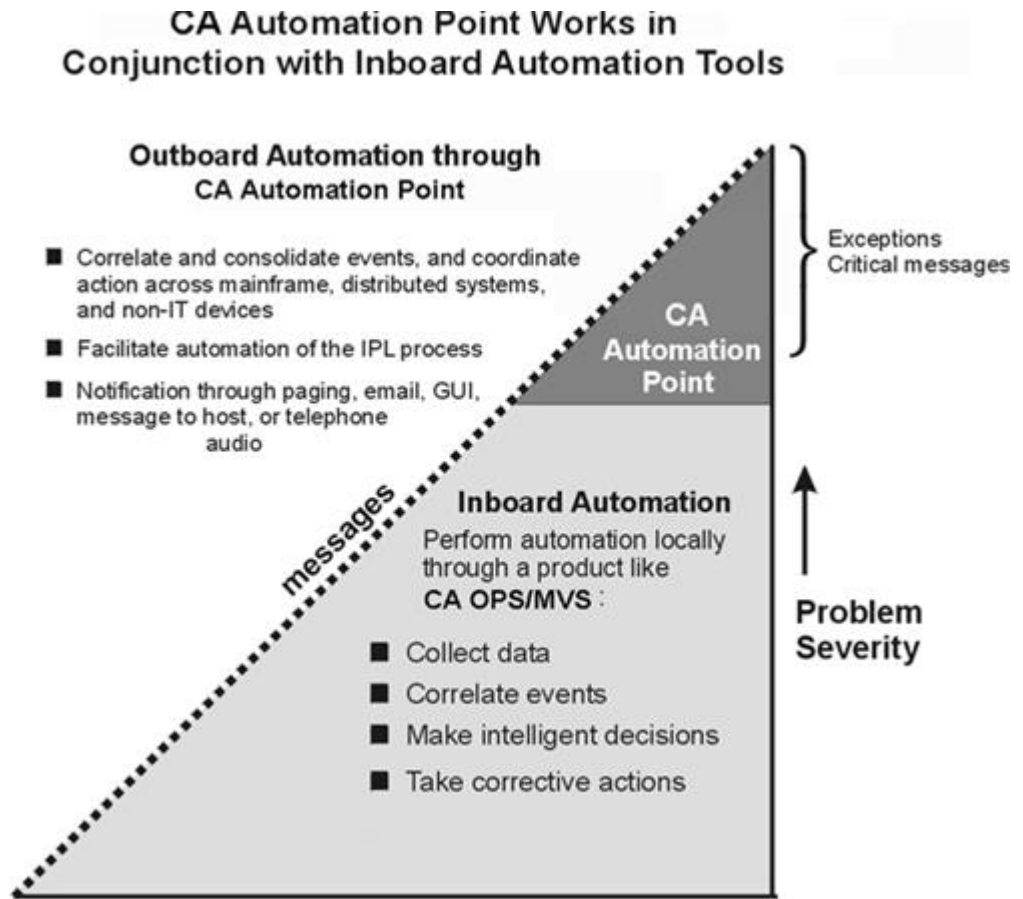 CA Automation Point Works in
Conjunction with Inboard Automation Tools
Outboard Automation through
CA Automation Point
■ Correlate and consolidate events, and coordinate
action across mainframe, distributed systems,
and non-IT devices
■ Facilitate automation of the IPL process
■ Notification through paging, email, GUI,
message to host, or telephone
audio
Exceptions
Critical messages
CA
Automation
Point
messages
Inboard Automation
Perform automation locally
through a product like
CA OPS/MVS :
■ Collect data
■ Correlate events
■ Make intelligent decisions
■ Take corrective actions
Problem
Severity